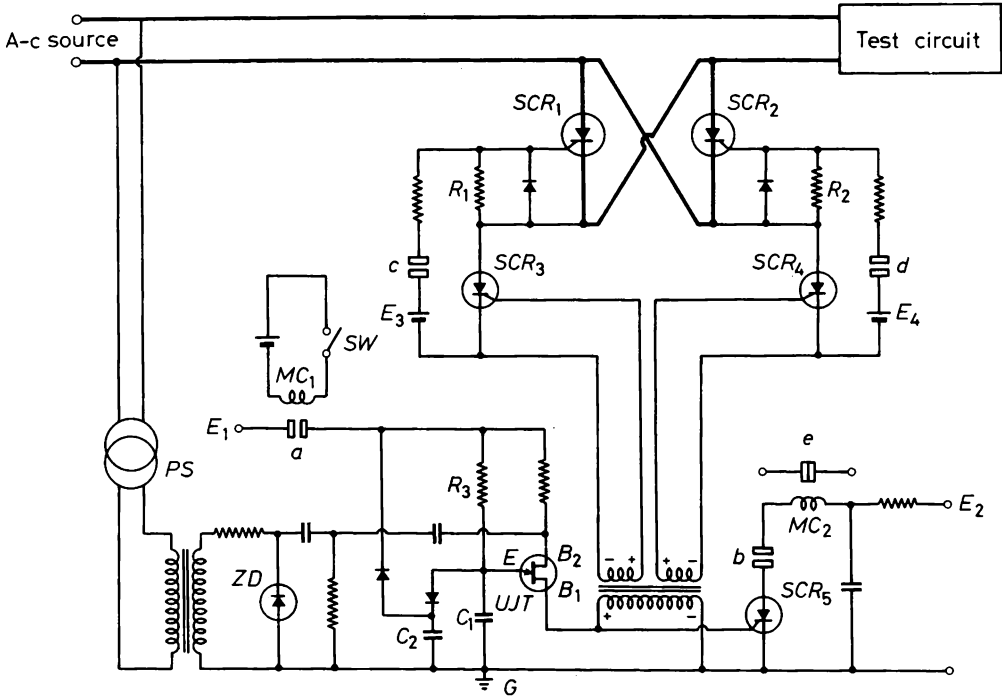 A-c source
Test circuit
SCR1
SCR2
R1
R2
c
SCR3
SCR4
d
E3
E4
SW
MC1
E1
a
PS
R3
e
E2
MC2
b
ZD
E
B2
B1
UJT
SCR5
C1
C2
- +
+ -
+ -
G